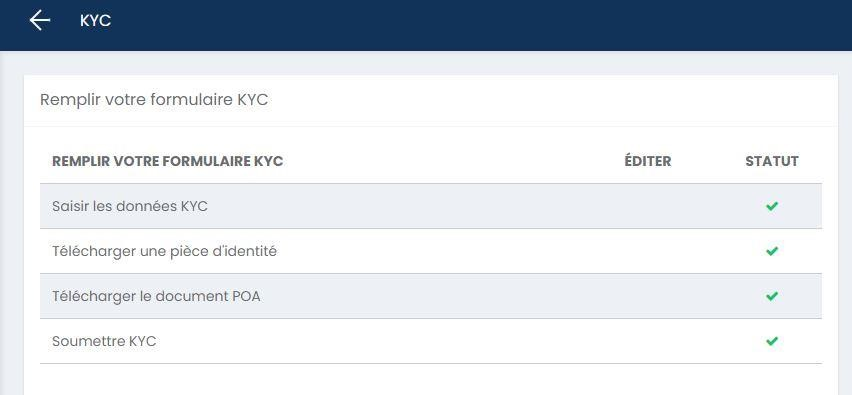 KYC
Remplir votre formulaire KYC
REMPLIR VOTRE FORMULAIRE KYC ÉDITER STATUT
Saisir les données KYC
Télécharger une pièce d'identité
Télécharger le document POA
Soumettre KYC